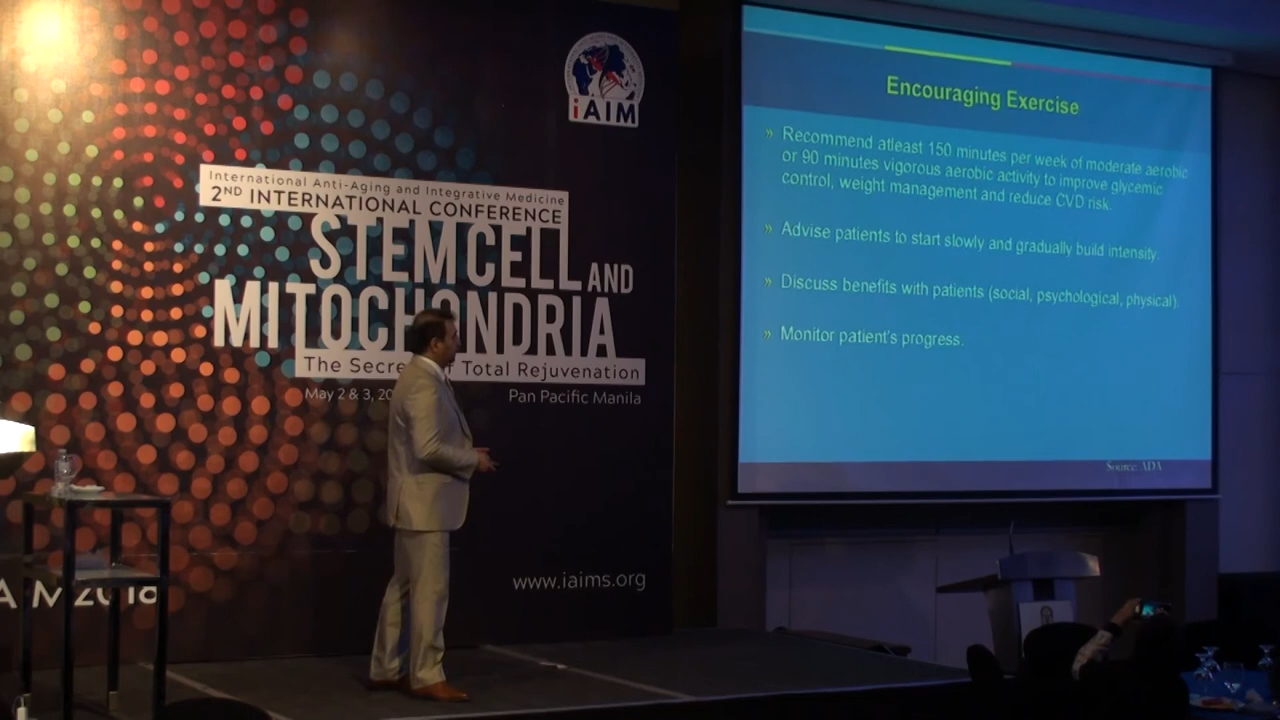 iAIM
International Anti-Aging and Integrative Medicine
2ND INTERNATIONAL CONFERENCE
STEMCELL AND
MITOCHONDRIA
The Secre f Total Rejuvenation
May 2 & 3, 20
Pan Pacific Manila
www.iaims.org
AIM2018
Encouraging Exercise
» Recommend atleast 150 minutes per week of moderate aerobic
or 90 minutes vigorous aerobic activity to improve glycemic
control, weight management and reduce CVD risk.
» Advise patients to start slowly and gradually build intensity.
» Discuss benefits with patients (social, psychological, physical).
» Monitor patient's progress.
Source: ADA